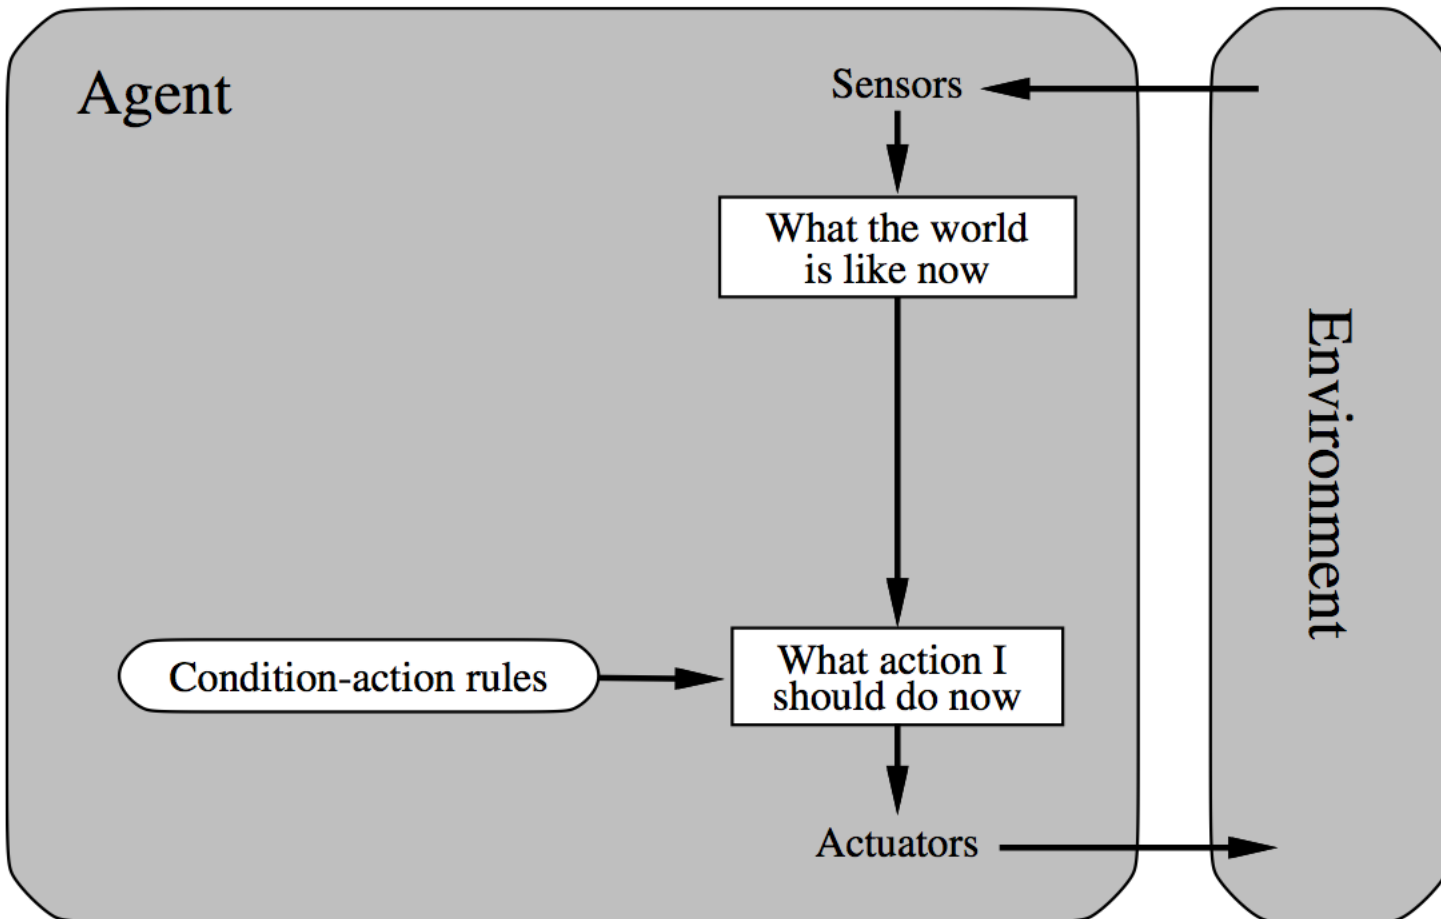 Agent
Sensors
What the world
is like now
Environment
Condition-action rules
What action I
should do now
Actuators